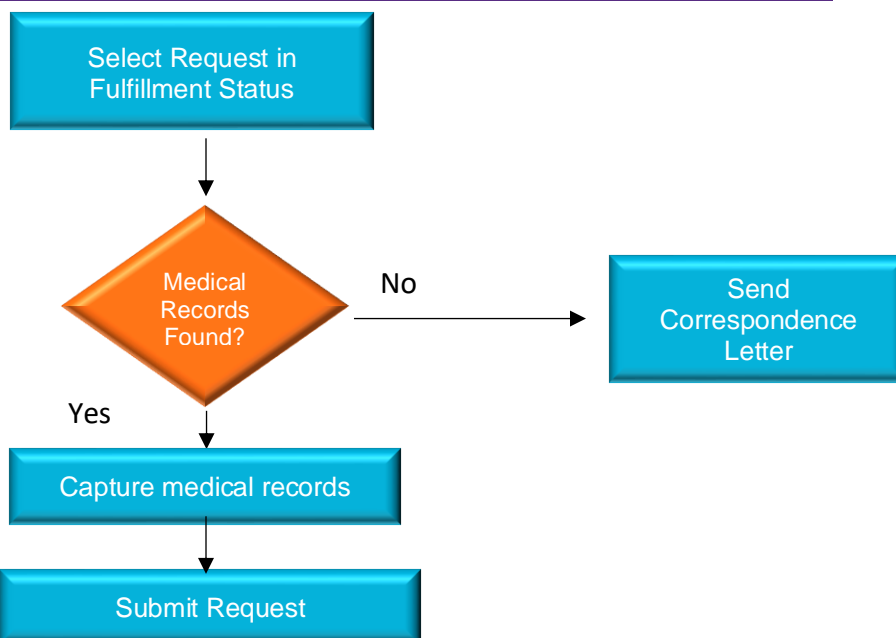 Select Request in
Fulfillment Status
Medical
Records
Found?
No
Send
Correspondence
Letter
Yes
Capture medical records
Submit Request